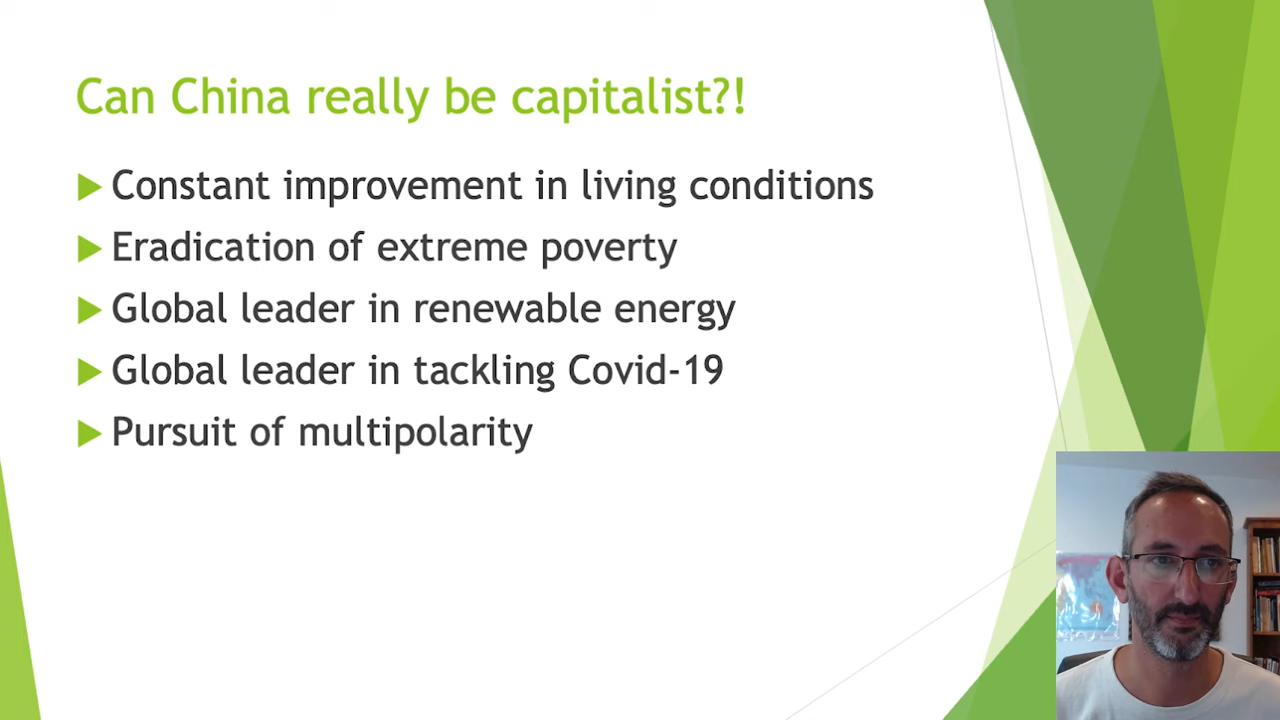 Can China really be capitalist?!
Constant improvement in living conditions
Eradication of extreme poverty
Global leader in renewable energy
Global leader in tackling Covid-19
Pursuit of multipolarity